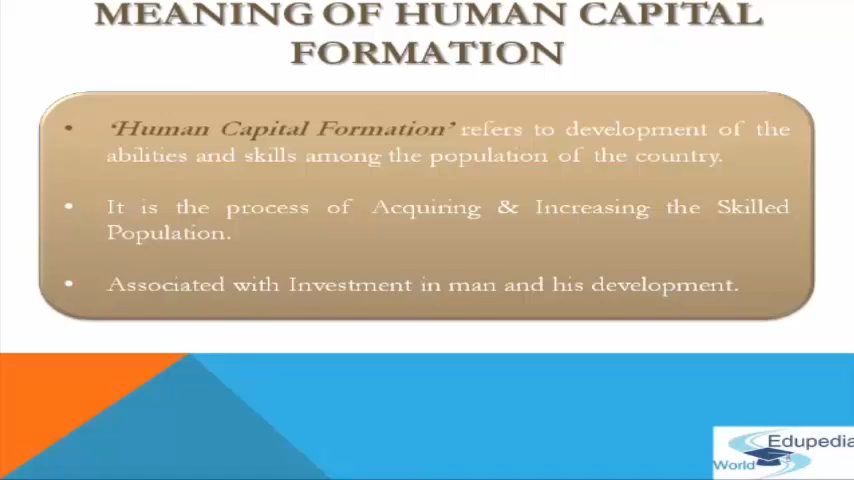 MEANING OF HUMAN CAPITAL
FORMATION
• 'Human Capital Formation' refers to development of the
abilities and skills among the population of the country.
• It is the process of Acquiring & Increasing the Skilled
Population.
• Associated with Investment in man and his development.
Edupedia
World